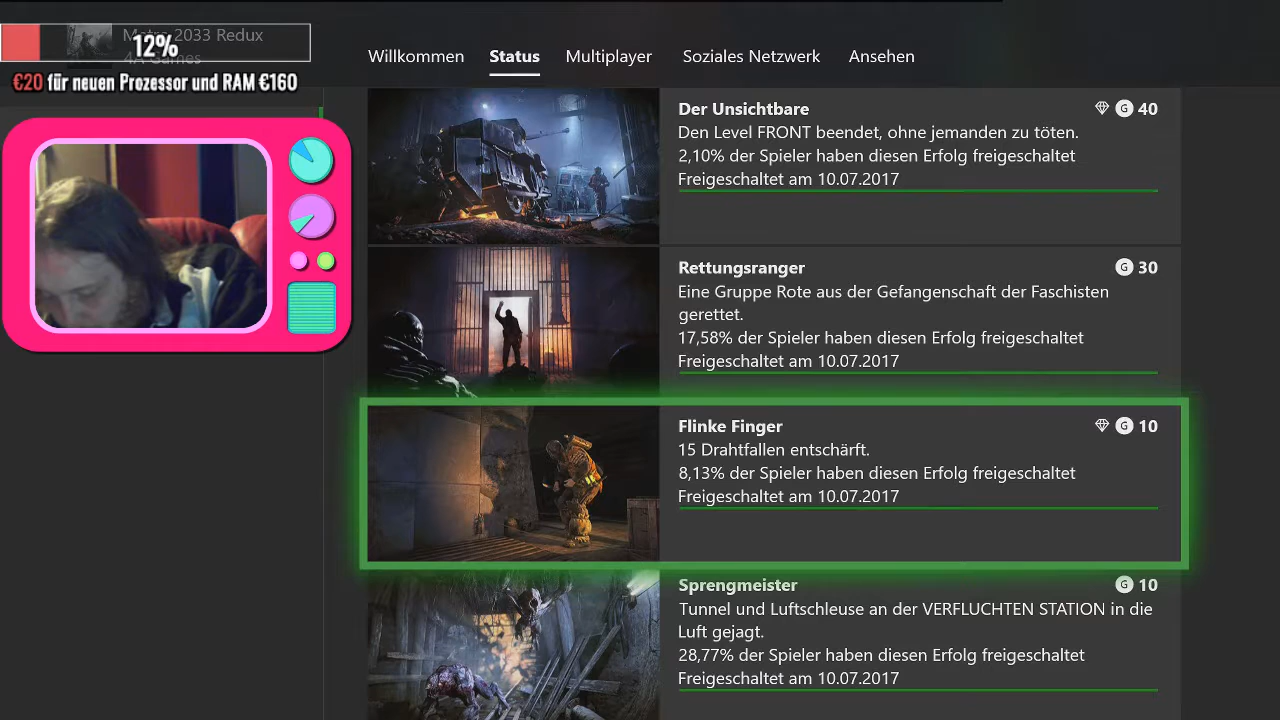 Metro 2033 Redux
4A Games
12%
€20 für neuen Prozessor und RAM €160
Willkommen Status Multiplayer Soziales Netzwerk Ansehen
Der Unsichtbare G 40
Den Level FRONT beendet, ohne jemanden zu töten.
2,10% der Spieler haben diesen Erfolg freigeschaltet
Freigeschaltet am 10.07.2017
Rettungsranger G 30
Eine Gruppe Rote aus der Gefangenschaft der Faschisten
gerettet.
17,58% der Spieler haben diesen Erfolg freigeschaltet
Freigeschaltet am 10.07.2017
Flinke Finger G 10
15 Drahtfallen entschärft.
8,13% der Spieler haben diesen Erfolg freigeschaltet
Freigeschaltet am 10.07.2017
Sprengmeister G 10
Tunnel und Luftschleuse an der VERFLUCHTEN STATION in die
Luft gejagt.
28,77% der Spieler haben diesen Erfolg freigeschaltet
Freigeschaltet am 10.07.2017